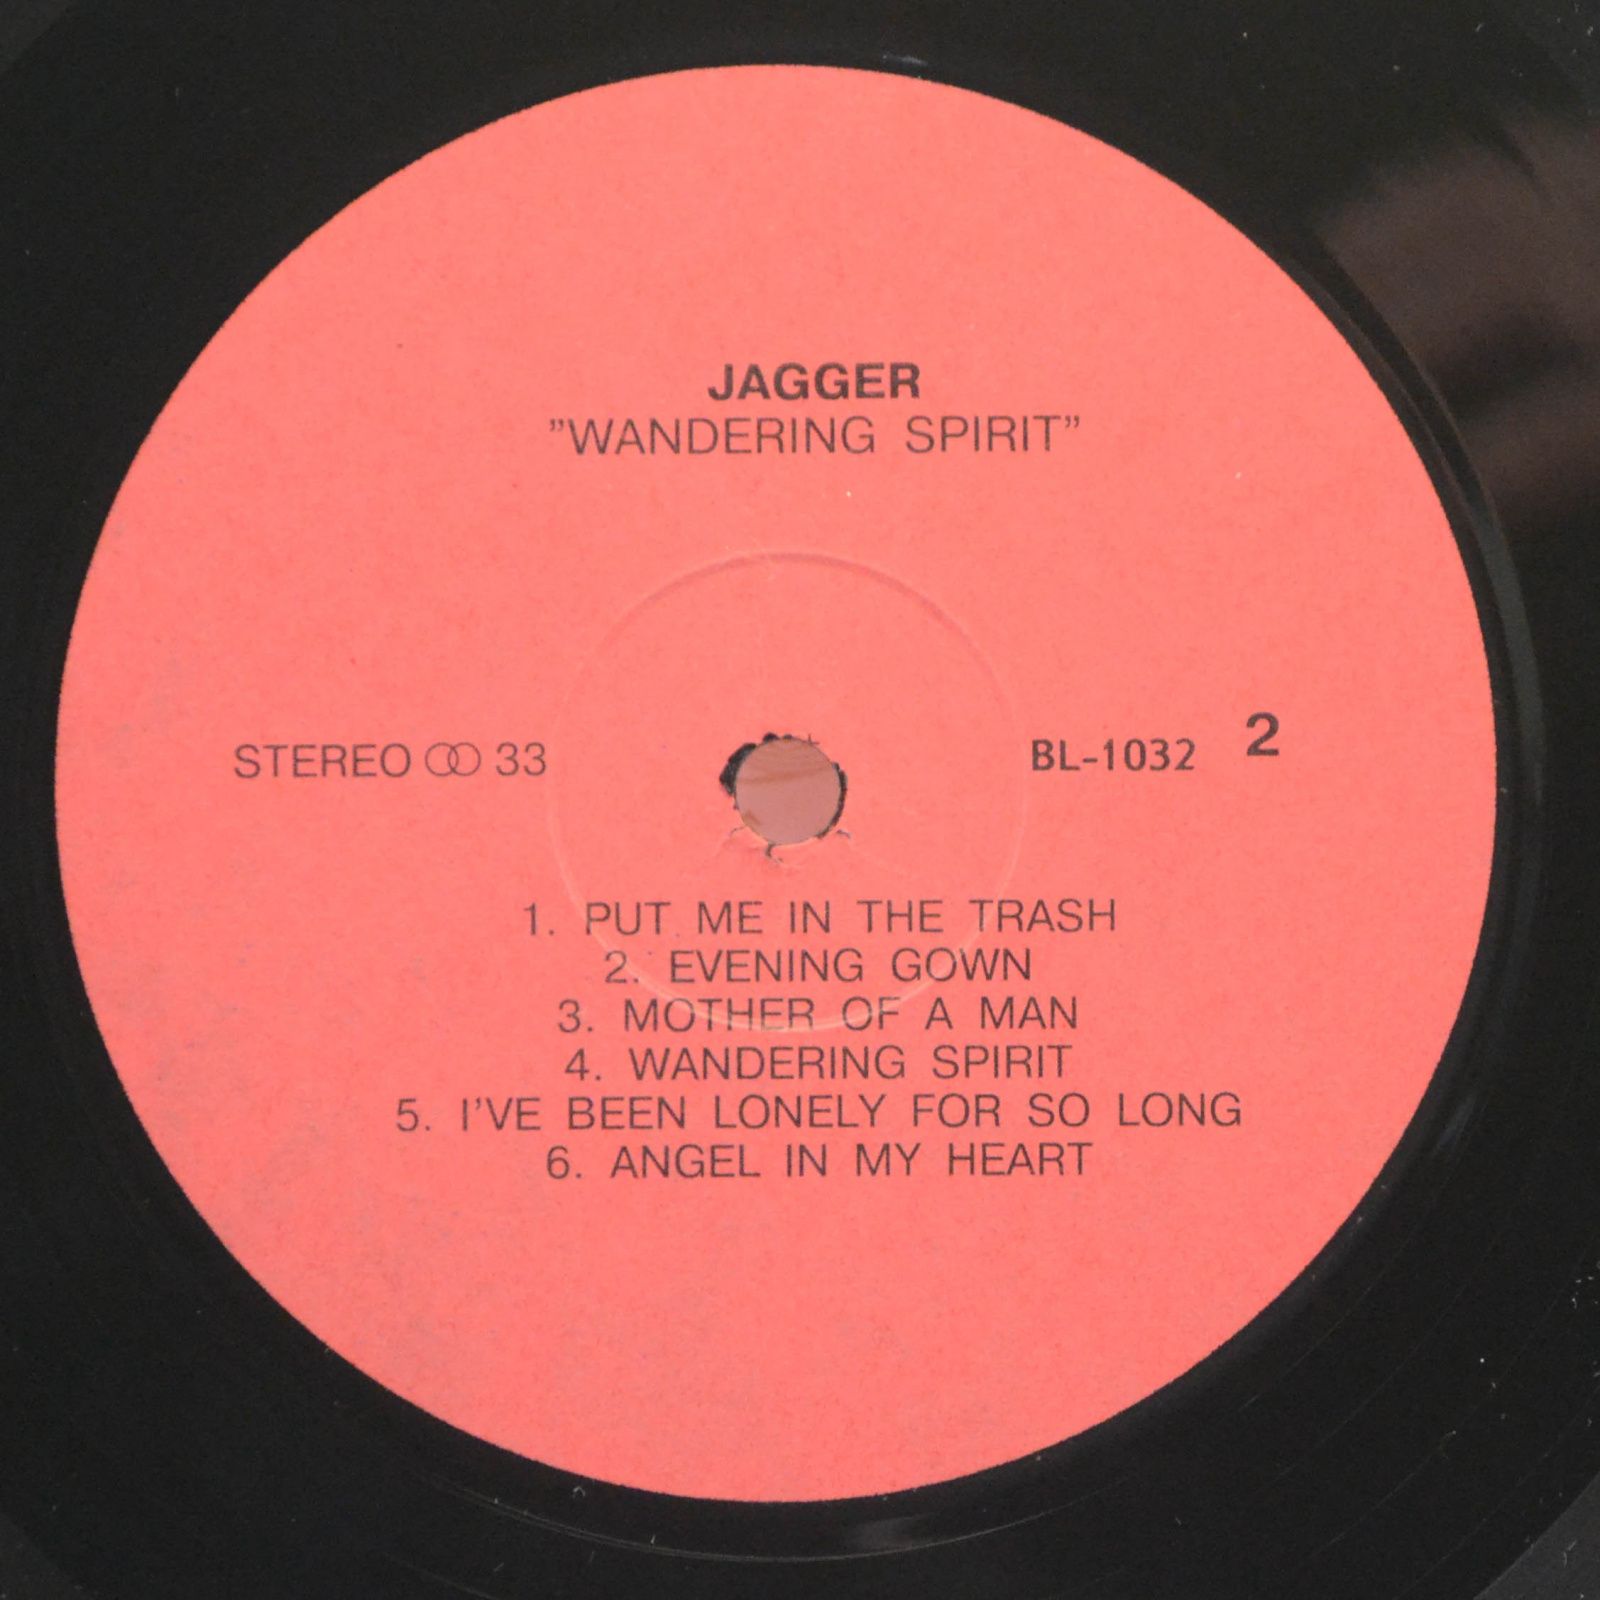 JAGGER
”WANDERING SPIRIT”
STEREO 33
BL-1032 2
1. PUT ME IN THE TRASH
2. EVENING GOWN
3. MOTHER OF A MAN
4. WANDERING SPIRIT
5. I'VE BEEN LONELY FOR SO LONG
6. ANGEL IN MY HEART